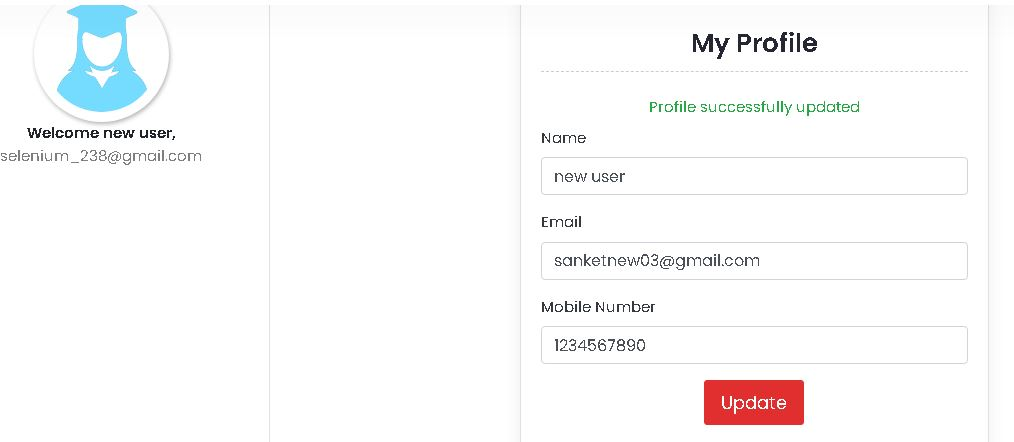 Welcome new user,
selenium_238@gmail.com
My Profile
Profile successfully updated
Name
new user
Email
sanketnew03@gmail.com
Mobile Number
1234567890
Update